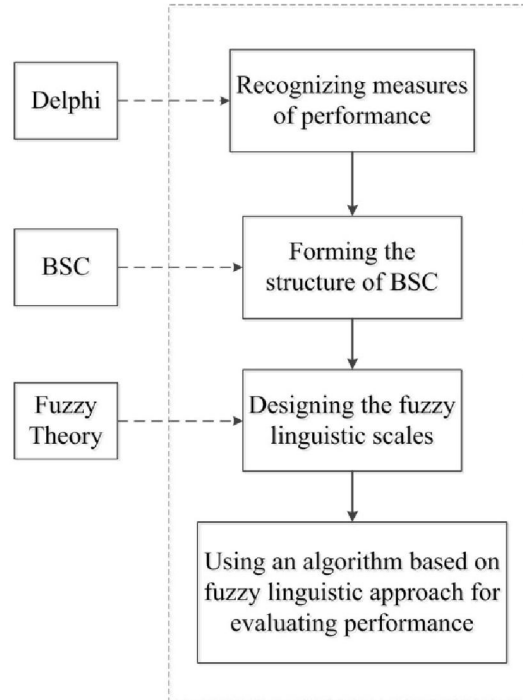 Delphi
Recognizing measures
of performance
BSC
Forming the
structure of BSC
Fuzzy
Theory
Designing the fuzzy
linguistic scales
Using an algorithm based on
fuzzy linguistic approach for
evaluating performance